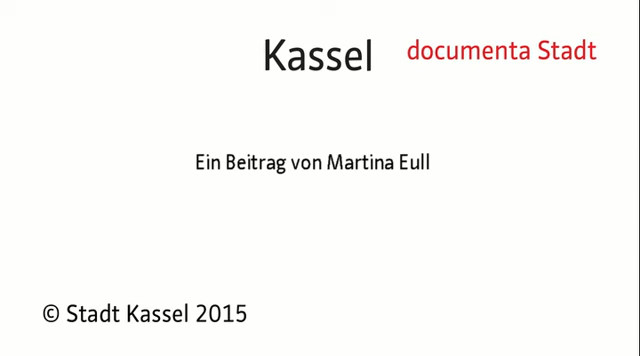 Kassel documenta Stadt
Ein Beitrag von Martina Eull
© Stadt Kassel 2015